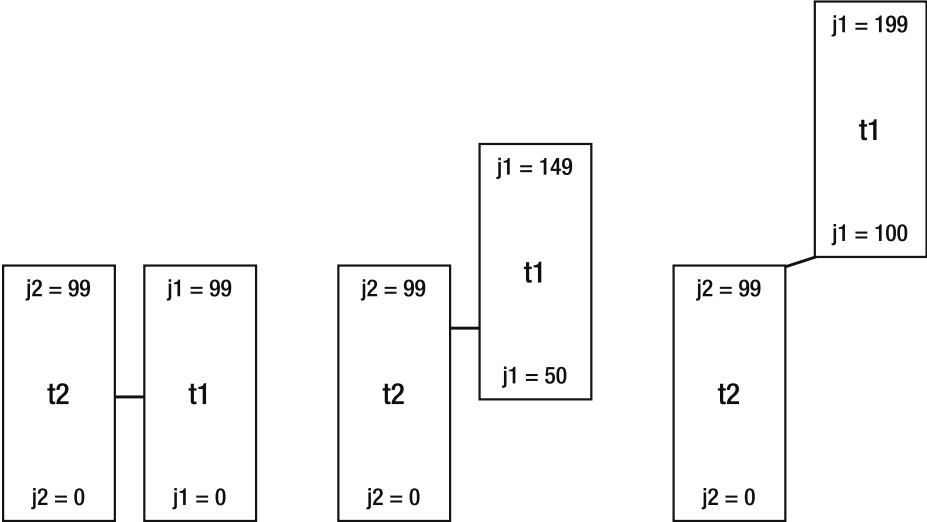 j2 = 99
t2
j2 = 0
j1 = 99
t1
j1 = 0
j2 = 99
t2
j2 = 0
j1 = 149
t1
j1 = 50
j2 = 99
t2
j2 = 0
j1 = 199
t1
j1 = 100